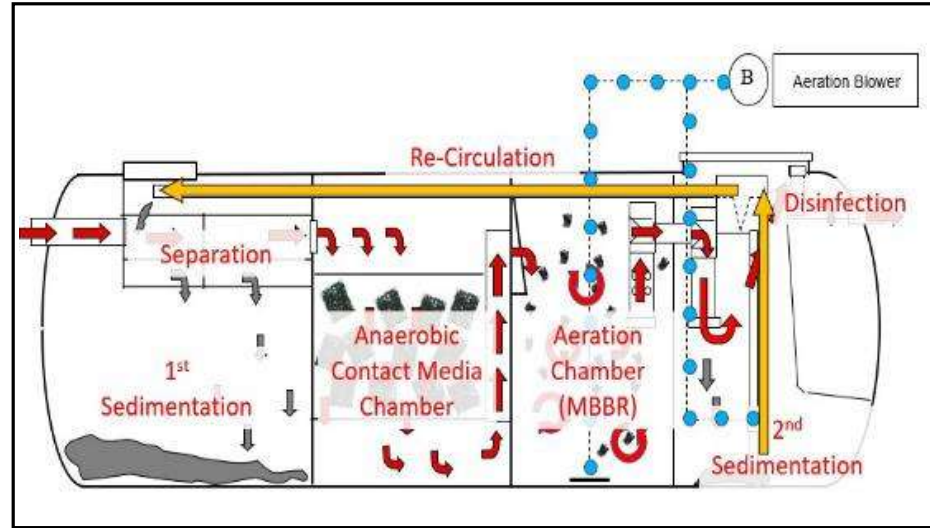 B
Aeration Blower
Re-Circulation
Disinfection
Separation
1st
Sedimentation
Anaerobic
Contact Media
Chamber
Aeration
Chamber
(MBBR)
2nd
Sedimentation